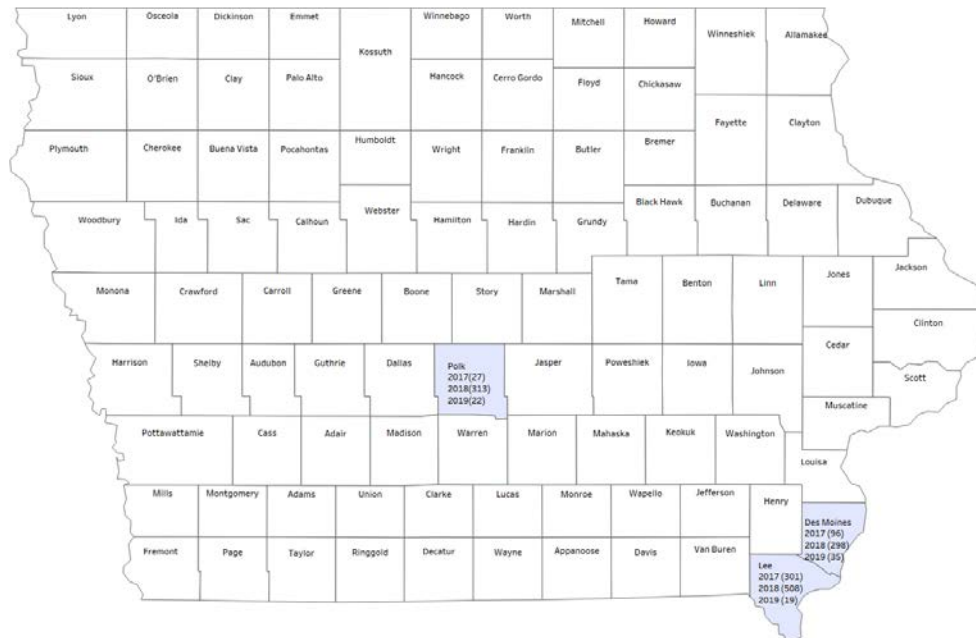 Lyon
Osceola
Dickinson
Emmet
Kossuth
Winnebago
Worth
Mitchell
Howard
Winneshiek
Allamakee
Sioux
O'Brien
Clay
Palo Alto
Hancock
Cerro Gordo
Floyd
Chickasaw
Fayette
Clayton
Plymouth
Cherokee
Buena Vista
Pocahontas
Humboldt
Wright
Franklin
Butler
Bremer
Woodbury
Ida
Sac
Calhoun
Webster
Hamilton
Hardin
Grundy
Black Hawk
Buchanan
Delaware
Dubuque
Monona
Crawford
Carroll
Greene
Boone
Story
Marshall
Tama
Benton
Linn
Jones
Jackson
Clinton
Harrison
Shelby
Audubon
Guthrie
Dallas
Polk
2017(27)
2018(313)
2019(22)
Jasper
Poweshiek
Iowa
Johnson
Cedar
Scott
Muscatine
Pottawattamie
Cass
Adair
Madison
Warren
Marion
Mahaska
Keokuk
Washington
Louisa
Mills
Montgomery
Adams
Union
Clarke
Lucas
Monroe
Wapello
Jefferson
Henry
Des Moines
2017 (96)
2018 (298)
2019 (35)
Fremont
Page
Taylor
Ringgold
Decatur
Wayne
Appanoose
Davis
Van Buren
Lee
2017 (301)
2018 (508)
2019 (19)